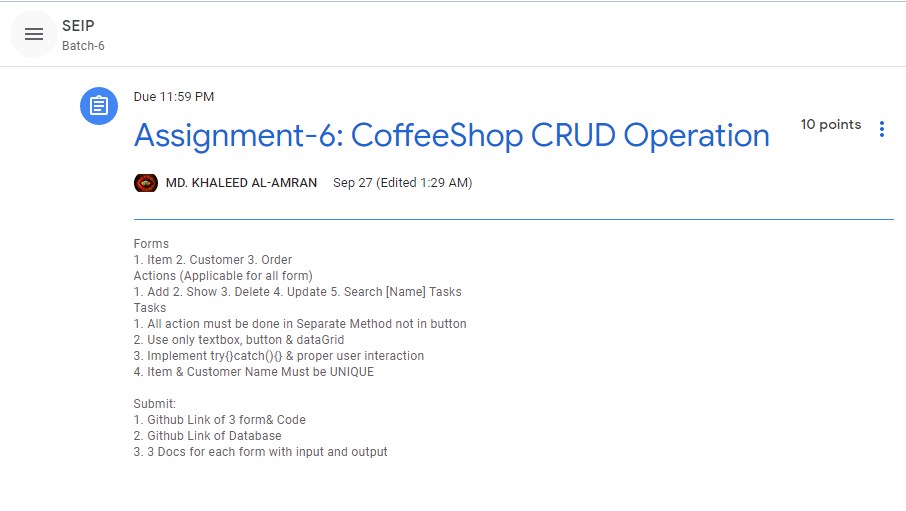 SEIP
Batch-6
Due 11:59 PM
Assignment-6: CoffeeShop CRUD Operation
10 points
MD. KHALEED AL-AMRAN Sep 27 (Edited 1:29 AM)
Forms
1. Item 2. Customer 3. Order
Actions (Applicable for all form)
1. Add 2. Show 3. Delete 4. Update 5. Search [Name] Tasks
Tasks
1. All action must be done in Separate Method not in button
2. Use only textbox, button & dataGrid
3. Implement try{}catch(){} & proper user interaction
4. Item & Customer Name Must be UNIQUE
Submit:
1. Github Link of 3 form& Code
2. Github Link of Database
3. 3 Docs for each form with input and output